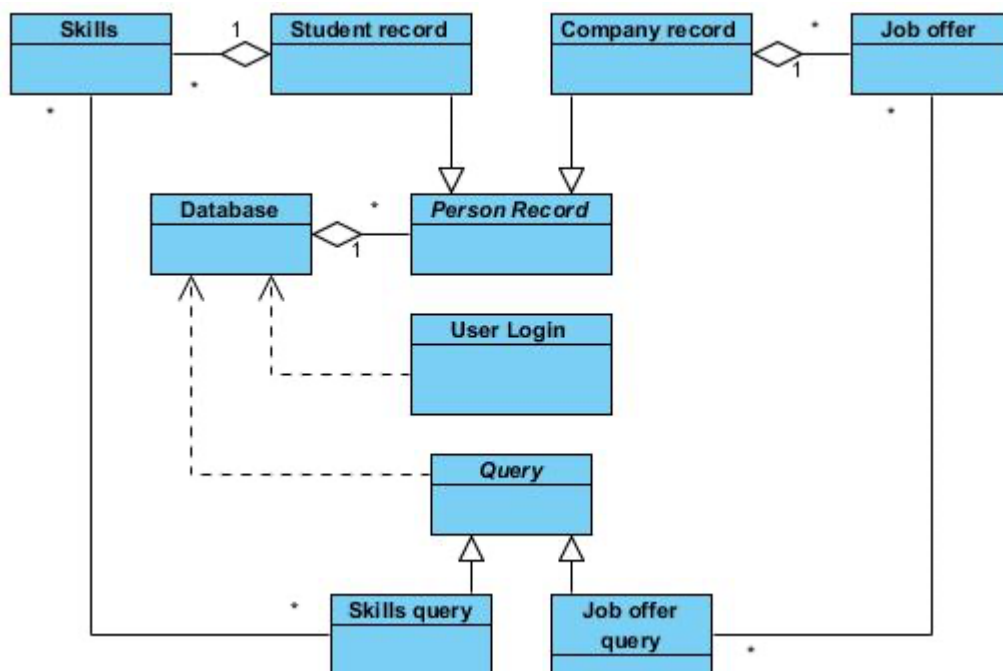 Skills
1
Student record
Company record
*
Job offer
*
1
*
*
Database
*
Person Record
1
User Login
Query
*
Skills query
Job offer
query
*